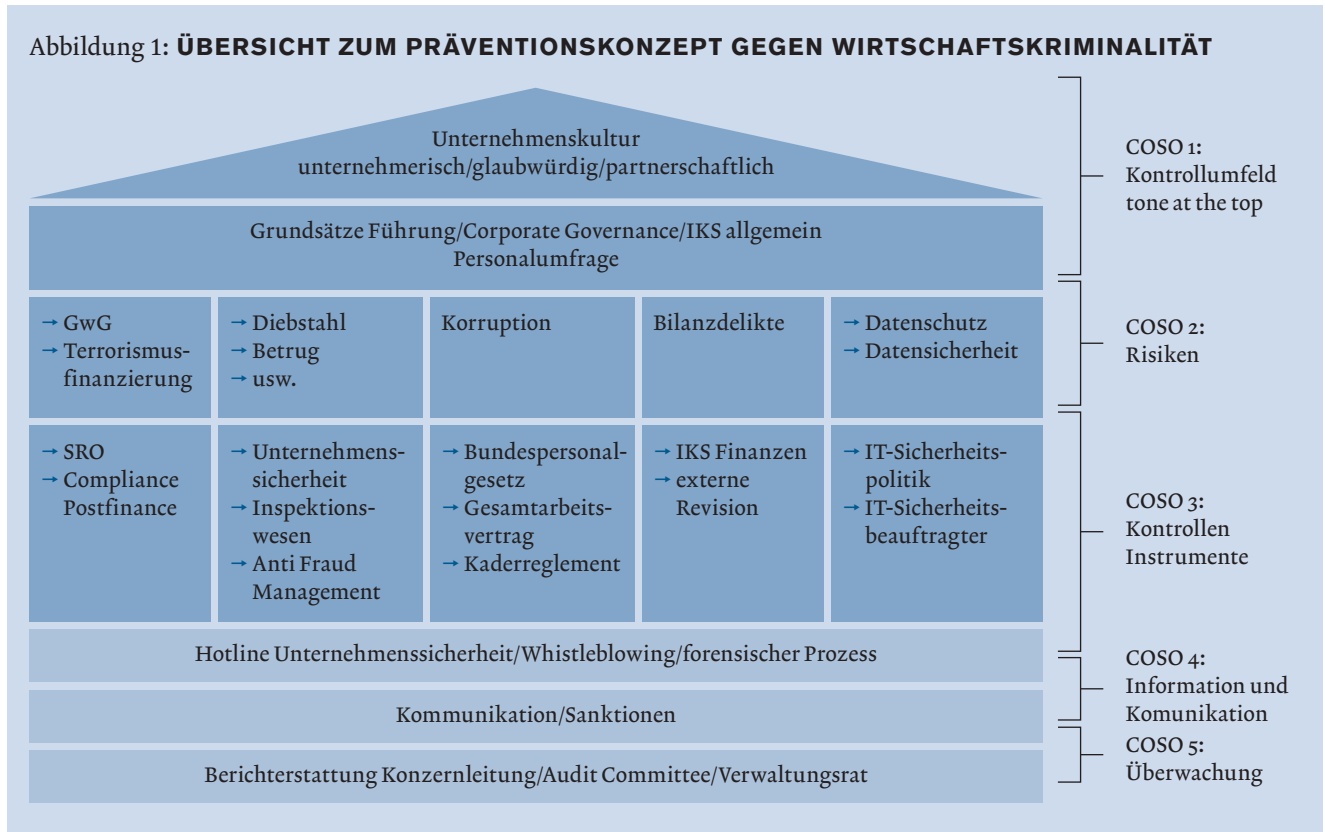 Abbildung 1: ÜBERSICHT ZUM PRÄVENTIONSKONZEPT GEGEN WIRTSCHAFTSKRIMINALITÄT
Unternehmenskultur
unternehmerisch/glaubwürdig/partnerschaftlich
COSO 1:
Kontrollumfeld
tone at the top
Grundsätze Führung/Corporate Governance/IKS allgemein
Personalumfrage
→ GwG
→ Terrorismus-
finanzierung
→ Diebstahl
→ Betrug
→ usw.
Korruption
Bilanzdelikte
→ Datenschutz
→ Datensicherheit
COSO 2:
Risiken
→ SRO
→ Compliance
Postfinance
→ Unternehmens-
sicherheit
→ Inspektions-
wesen
→ Anti Fraud
Management
→ Bundespersonal-
gesetz
→ Gesamtarbeits-
vertrag
→ Kaderreglement
→ IKS Finanzen
→ externe
Revision
→ IT-Sicherheits-
politik
→ IT-Sicherheits-
beauftragter
COSO 3:
Kontrollen
Instrumente
Hotline Unternehmenssicherheit/Whistleblowing/forensischer Prozess
Kommunikation/Sanktionen
COSO 4:
Information und
Komunikation
Berichterstattung Konzernleitung/Audit Committee/Verwaltungsrat
COSO 5:
Überwachung